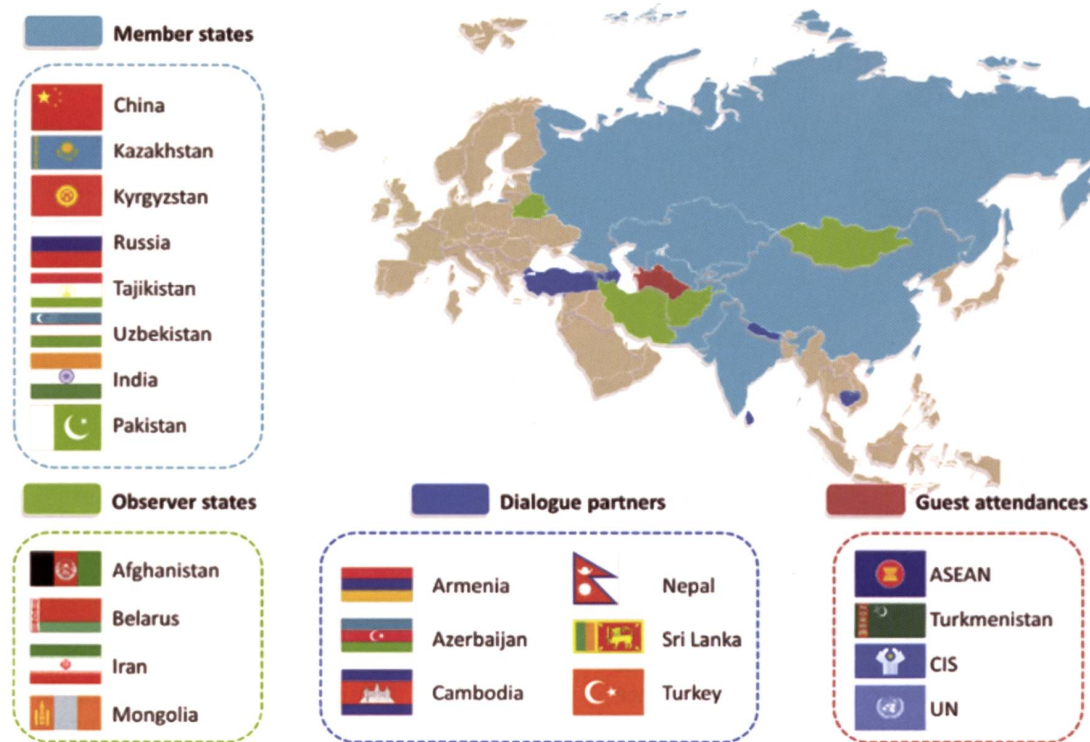 Member states
China
Kazakhstan
Kyrgyzstan
Russia
Tajikistan
Uzbekistan
India
Pakistan
Observer states
Afghanistan
Belarus
Iran
Mongolia
Dialogue partners
Armenia
Azerbaijan
Cambodia
Nepal
Sri Lanka
Turkey
Guest attendances
ASEAN
Turkmenistan
CIS
UN